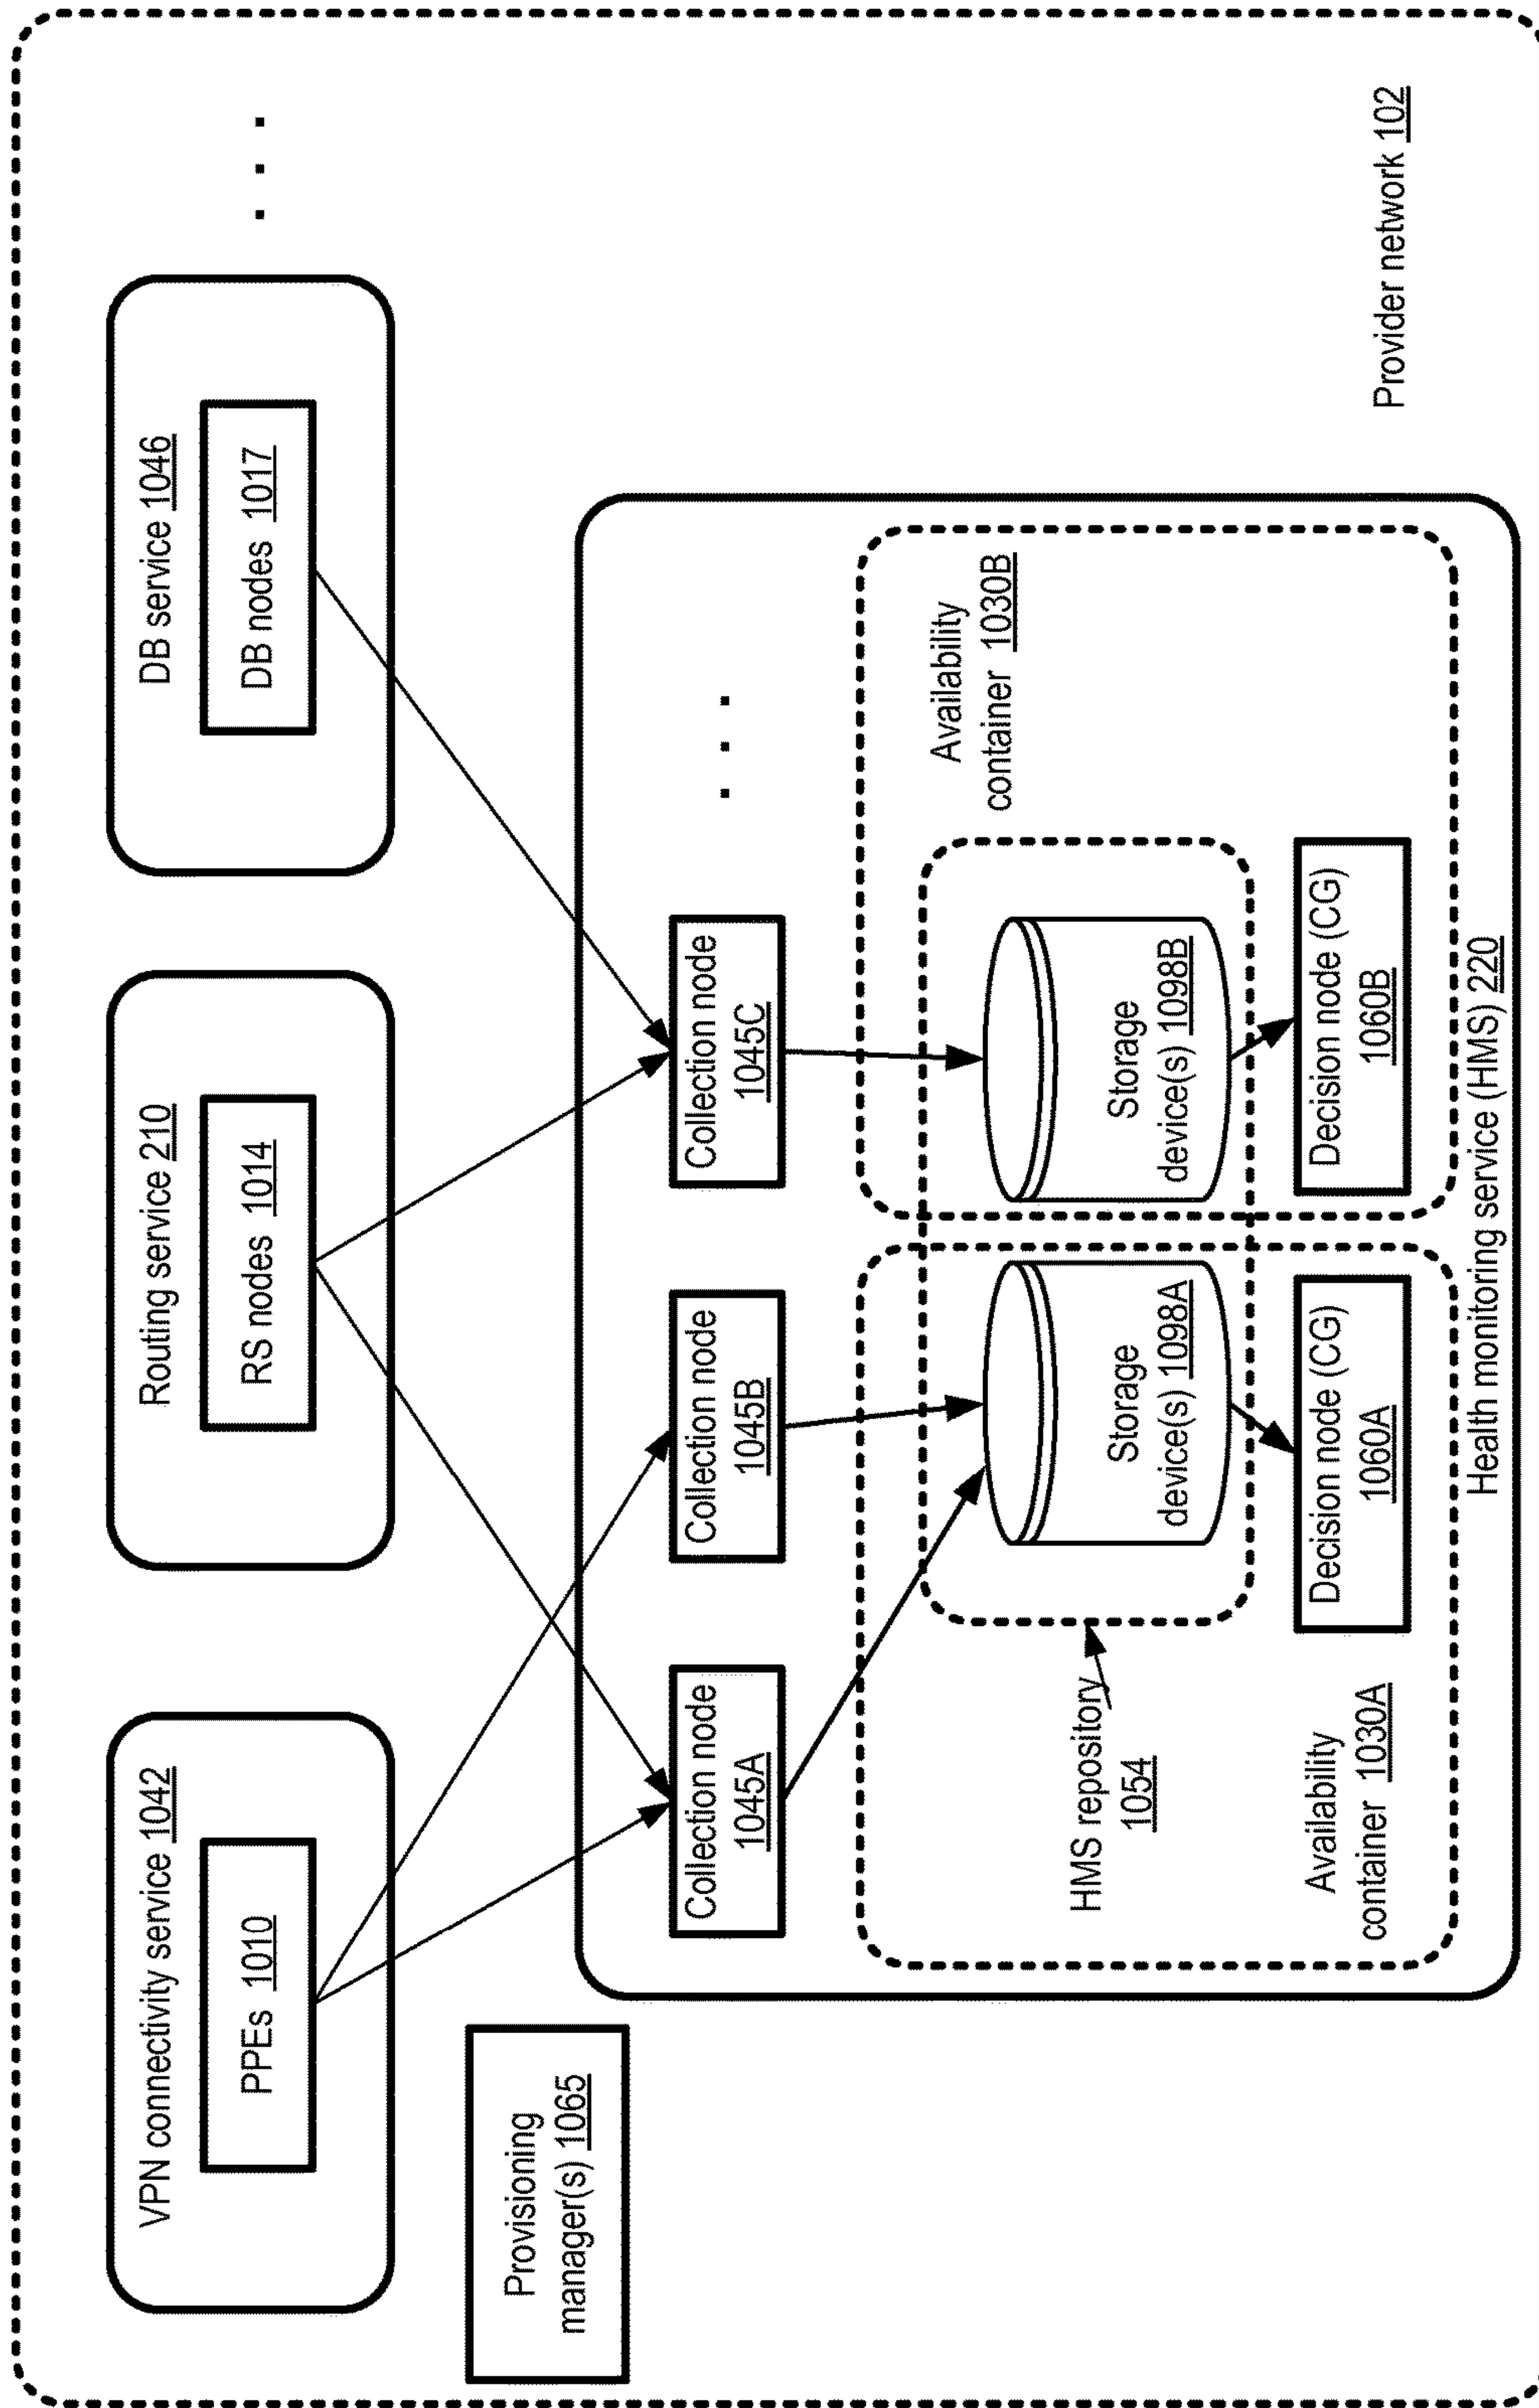 VPN connectivity service 1042
PPEs 1010
Routing service 210
RS nodes 1014
DB service 1046
DB nodes 1017
. . .
Provisioning
manager(s) 1065
Collection node
1045A
Collection node
1045B
Collection node
1045C
. . .
HMS repository
1054
Storage
device(s) 1098A
Storage
device(s) 1098B
Availability
container 1030B
Availability
container 1030A
Decision node (CG)
1060A
Decision node (CG)
1060B
Health monitoring service (HMS) 220
Provider network 102